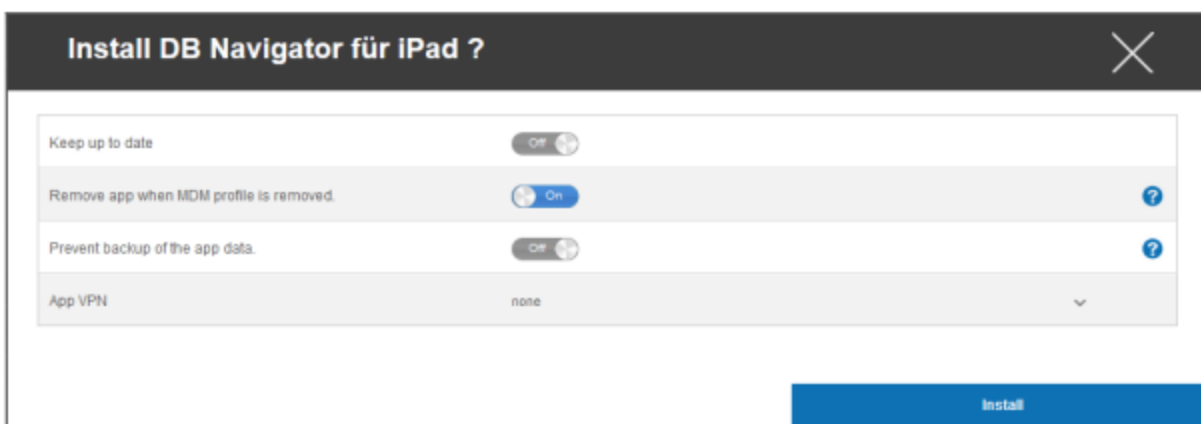 Install DB Navigator für iPad ?
Keep up to date Off
Remove app when MDM profile is removed. On ?
Prevent backup of the app data. Off ?
App VPN none
Install